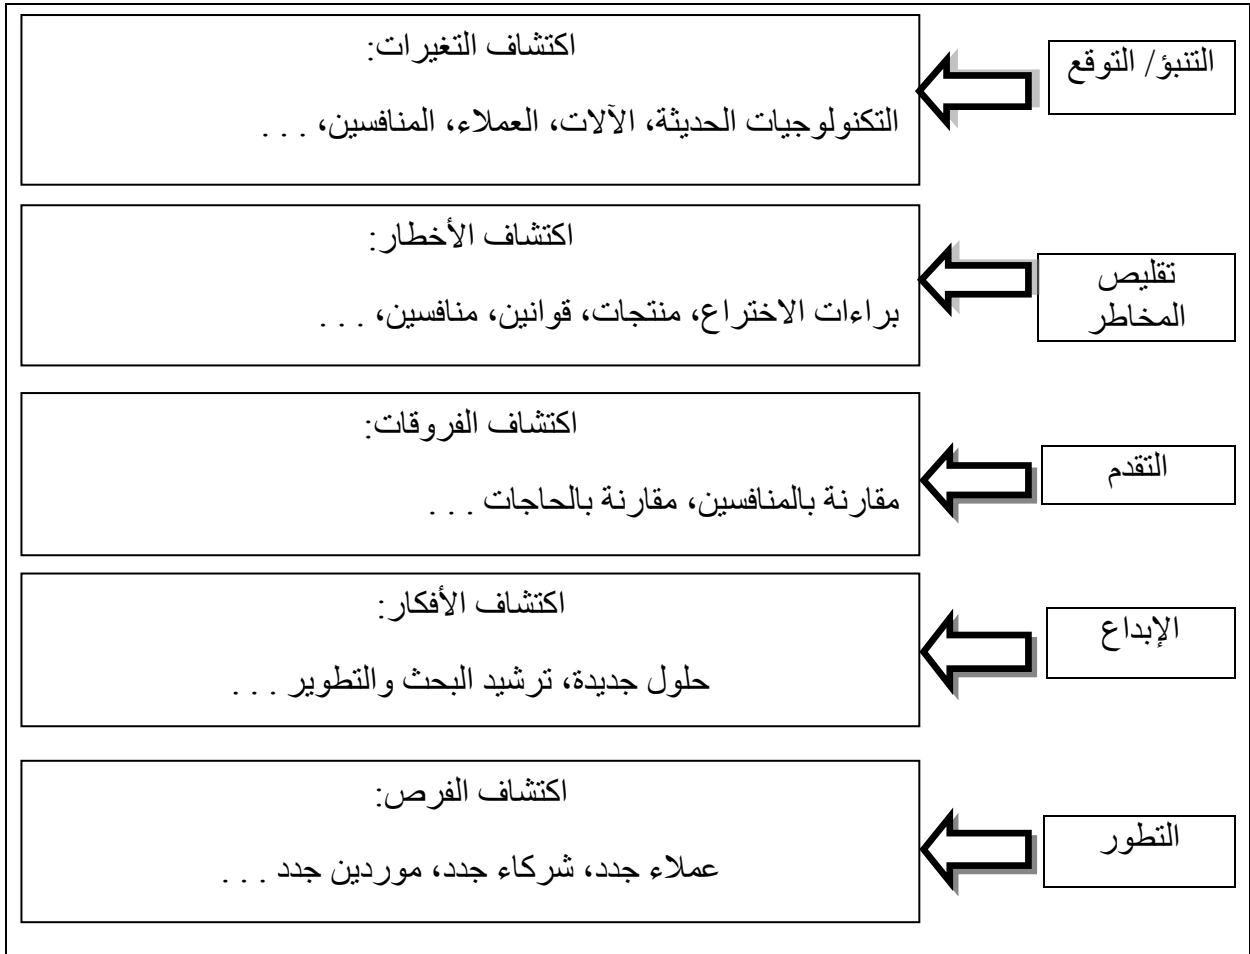 التنبؤ/ التوقع
اكتشاف التغيرات:
التكنولوجيات الحديثة، الآلات، العملاء، المنافسين، . . .
تقليص
المخاطر
اكتشاف الأخطار:
براءات الاختراع، منتجات، قوانين، منافسين، . . .
التقدم
اكتشاف الفروقات:
مقارنة بالمنافسين، مقارنة بالحاجات . . .
الإبداع
اكتشاف الأفكار:
حلول جديدة، ترشيد البحث والتطوير . . .
التطور
اكتشاف الفرص:
عملاء جدد، شركاء جدد، موردين جدد . . .